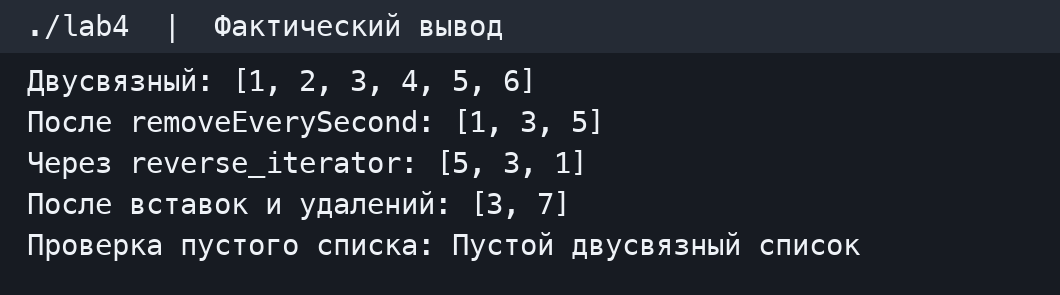 ./lab4  |  Фактический вывод
Двусвязный: [1, 2, 3, 4, 5, 6]
После removeEverySecond: [1, 3, 5]
Через reverse_iterator: [5, 3, 1]
После вставок и удалений: [3, 7]
Проверка пустого списка: Пустой двусвязный список